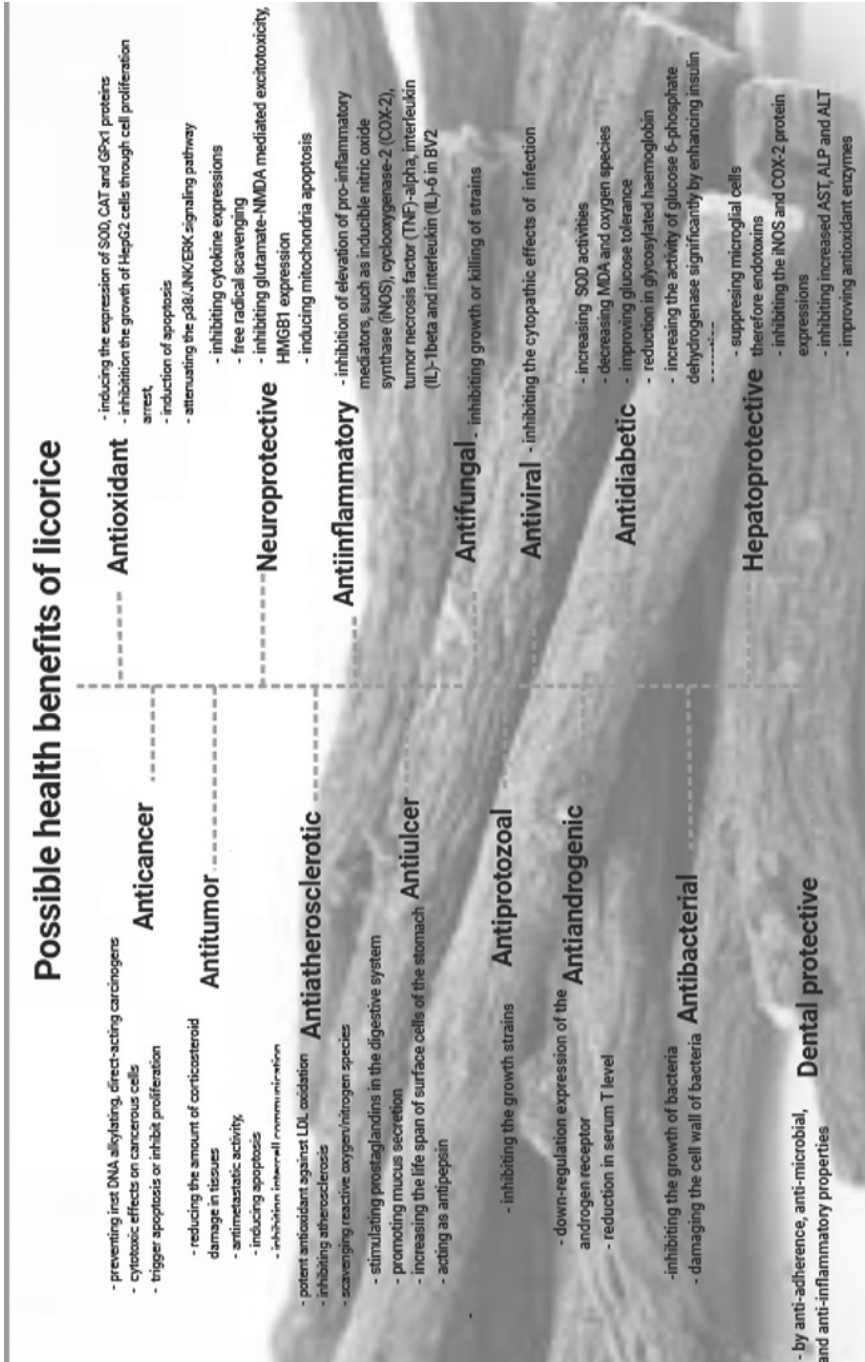 Possible health benefits of licorice
- preventing inst DNA alkylating, direct-acting carcinogens
- cytotoxic effects on cancerous cells
- trigger apoptosis or inhibit proliferation
Anticancer
- reducing the amount of corticosteroid
damage in tissues
- antimetastatic activity,
- inducing apoptosis
- inhibiting intercell communication
Antitumor
- potent antioxidant against LDL oxidation
- inhibiting atherosclerosis
- scavenging reactive oxygen/nitrogen species
Antiatherosclerotic
- stimulating prostaglandins in the digestive system
- promoting mucus secretion
- increasing the life span of surface cells of the stomach
- acting as antipepsin
Antiulcer
- inhibiting the growth strains
Antiprotozoal
- down-regulation expression of the
androgen receptor
- reduction in serum T level
Antiandrogenic
-inhibiting the growth of bacteria
- damaging the cell wall of bacteria
Antibacterial
- by anti-adherence, anti-microbial,
and anti-inflammatory properties
Dental protective
Antioxidant
- inducing the expression of SOD, CAT and GPx1 proteins
- inhibitition the growth of HepG2 cells through cell proliferation
arrest,
- induction of apoptosis
- attenuating the p38/JNK/ERK signaling pathway
Neuroprotective
- inhibiting cytokine expressions
- free radical scavenging
- inhibiting glutamate-NMDA mediated excitotoxicity,
HMGB1 expression
- inducing mitochondria apoptosis
Antiinflammatory
- inhibition of elevation of pro-inflammatory
mediators, such as inducible nitric oxide
synthase (iNOS), cyclooxygenase-2 (COX-2),
tumor necrosis factor (TNF)-alpha, interleukin
(IL)-1beta and interleukin (IL)-6 in BV2
Antifungal
- inhibiting growth or killing of strains
Antiviral
- inhibiting the cytopathic effects of infection
Antidiabetic
- increasing SOD activities
- decreasing MDA and oxygen species
- improving glucose tolerance
- reduction in glycosylated haemoglobin
- increaing the activity of glucose 6-phosphate
dehydrogenase significantly by enhancing insulin
Hepatoprotective
- suppresing microglial cells
therefore endotoxins
- inhibiting the iNOS and COX-2 protein
expressions
- inhibiting increased AST, ALP and ALT
- improving antioxidant enzymes